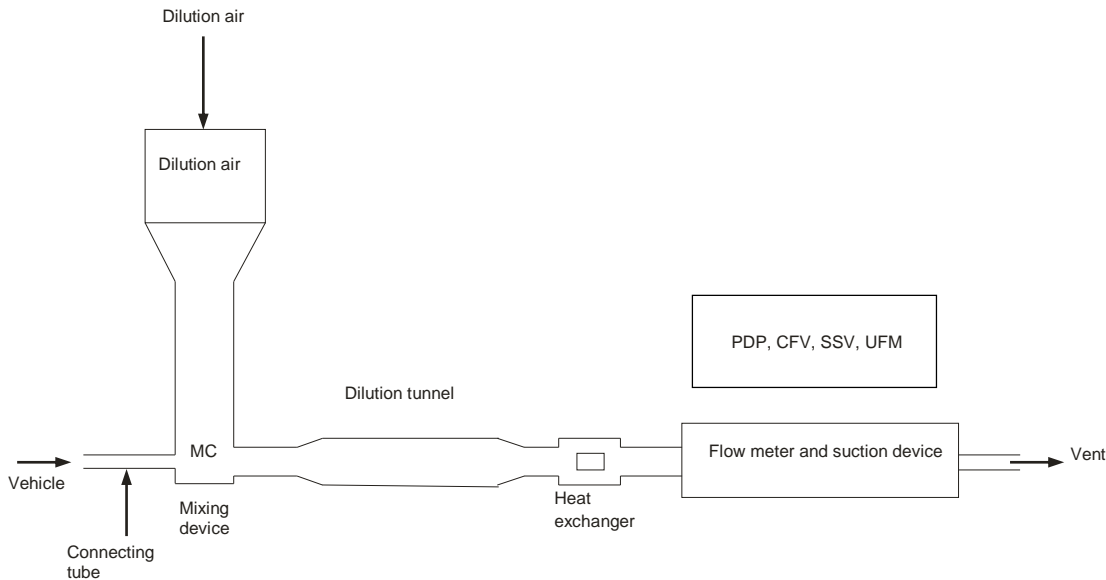 Dilution air
Dilution air
PDP, CFV, SSV, UFM
Dilution tunnel
MC
Flow meter and suction device
Vent
Vehicle
Heat
exchanger
Mixing
device
Connecting
tube